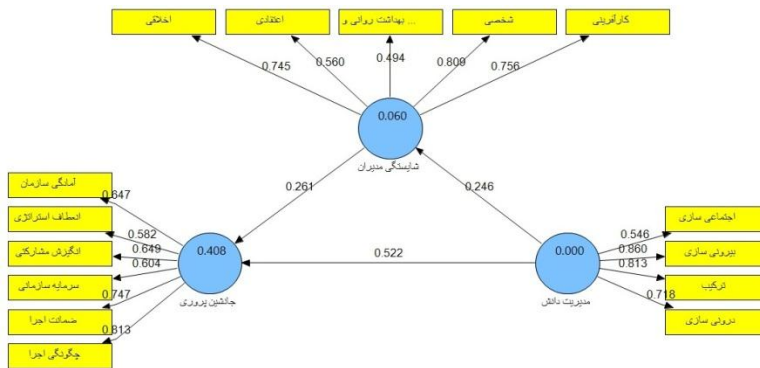 اخلاقی
اعتقادی
بهداشت روانی و ...
شخصی
کارآفرینی
0.745
0.560
0.494
0.809
0.756
0.060
شایستگی مدیران
0.261
0.246
0.522
آمادگی سازمان
انعطاف استراتژی
انگیزش مشارکتی
سرمایه سازمانی
ضمانت اجرا
چگونگی اجرا
0.647
0.582
0.649
0.604
0.747
0.813
0.408
جانشین پروری
0.000
مدیریت دانش
0.546
0.860
0.813
0.718
اجتماعی سازی
بیرونی سازی
ترکیب
درونی سازی